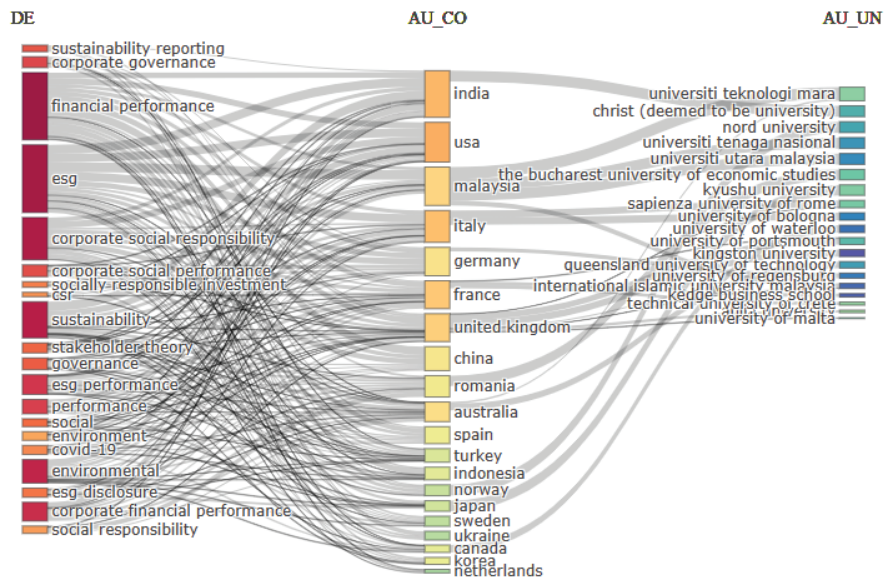 DE
AU_CO
AU_UN
sustainability reporting
corporate governance
financial performance
esg
corporate social responsibility
corporate social performance
socially responsible investment
csr
sustainability
stakeholder theory
governance
esg performance
performance
social
environment
covid-19
environmental
esg disclosure
corporate financial performance
social responsibility
india
usa
malaysia
italy
germany
france
united kingdom
china
romania
australia
spain
turkey
indonesia
norway
japan
sweden
ukraine
canada
korea
netherlands
universiti teknologi mara
christ (deemed to be university)
nord university
universiti tenaga nasional
universiti utara malaysia
the bucharest university of economic studies
kyushu university
sapienza university of rome
university of bologna
university of waterloo
university of portsmouth
kingston university
queensland university of technology
university of regensburg
international islamic university malaysia
kedge business school
technical university of crete
university
university of malta